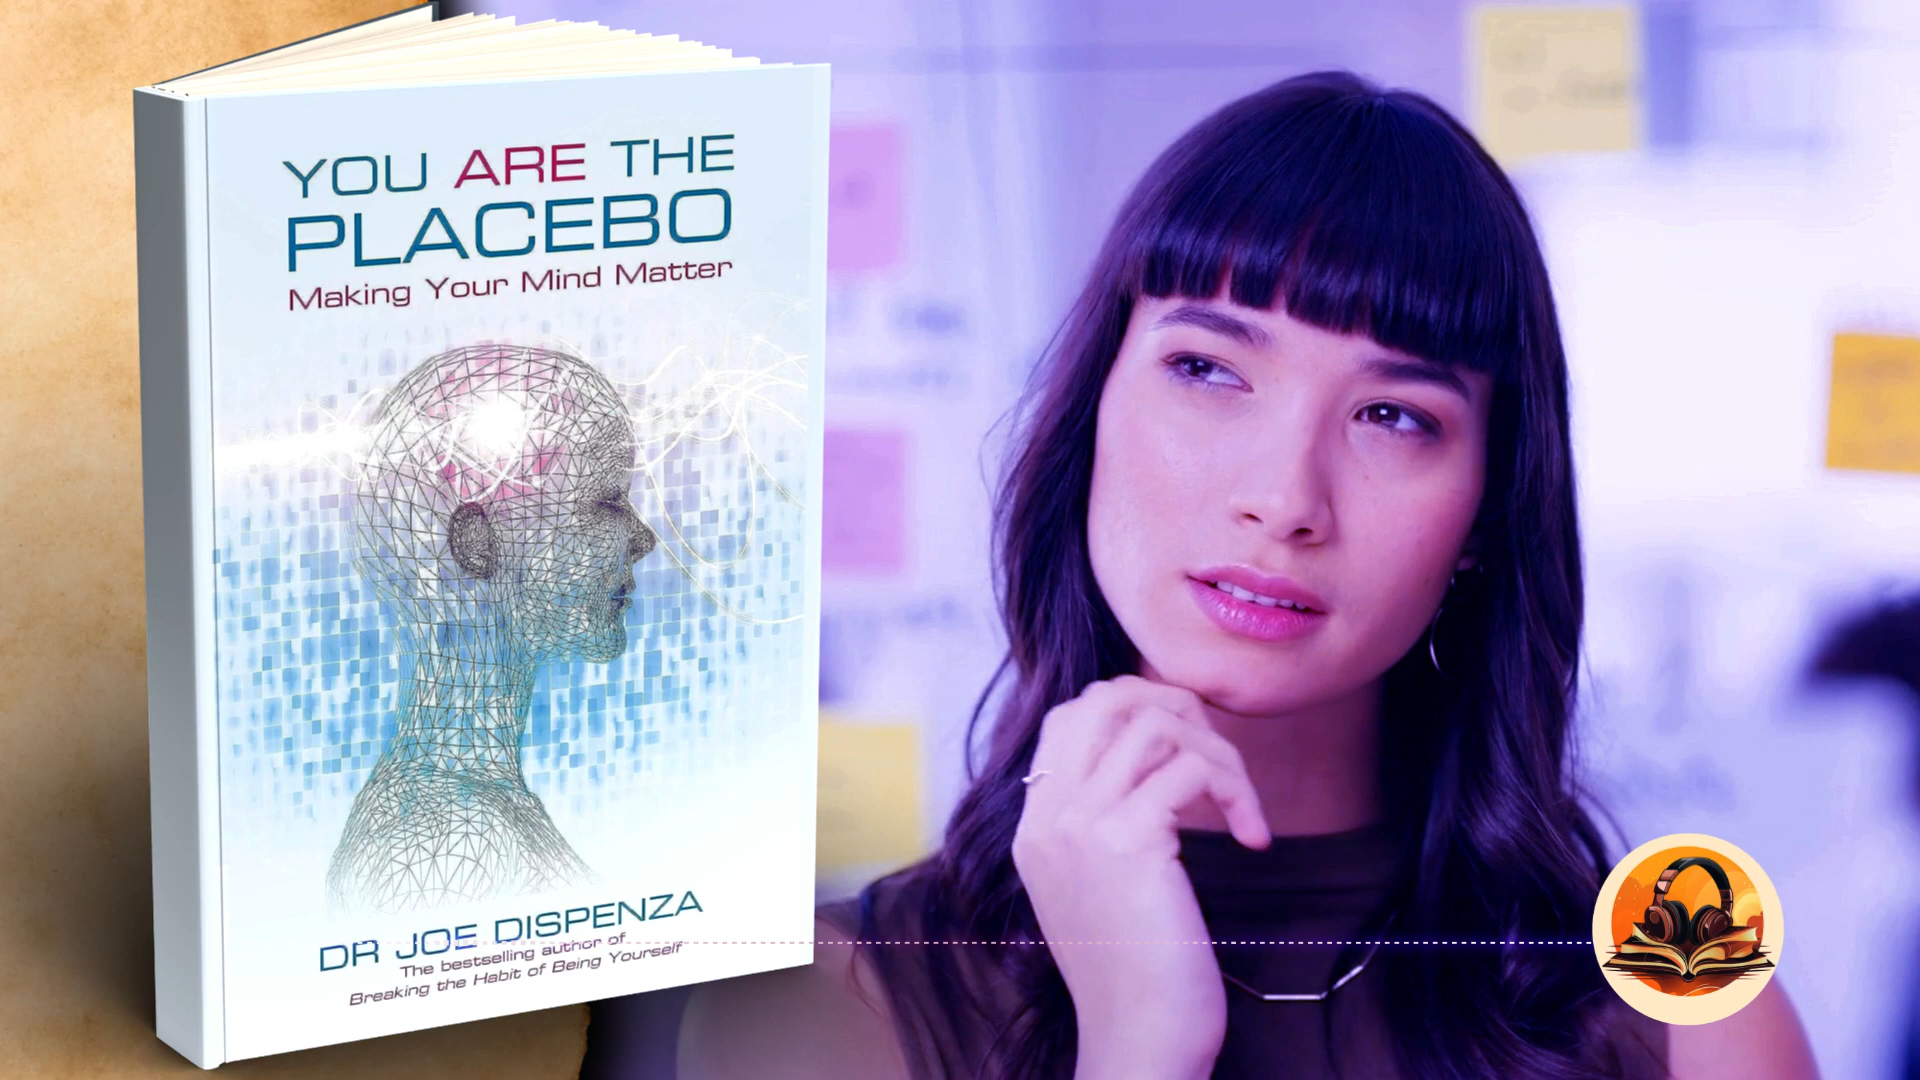 YOU ARE THE
PLACEBO
Making Your Mind Matter
DR JOE DISPENZA
The bestselling author of
Breaking the Habit of Being Yourself